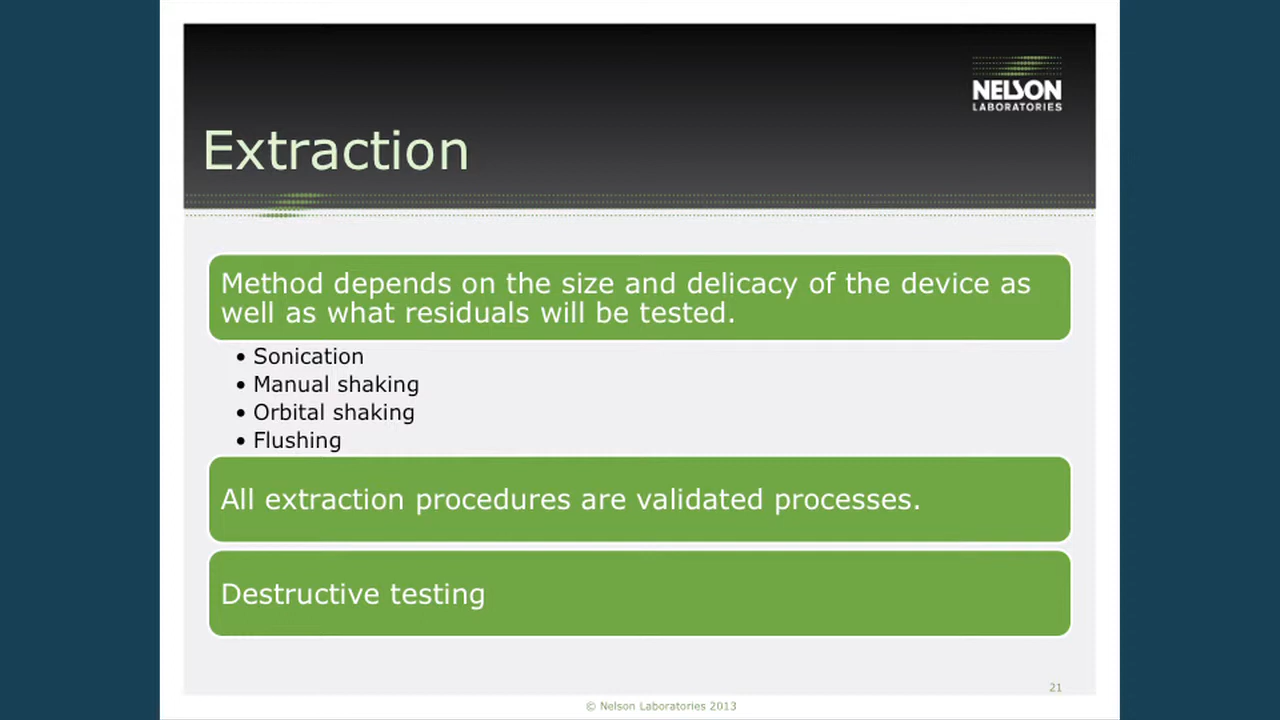 NELSON
LABORATORIES
Extraction
Method depends on the size and delicacy of the device as
well as what residuals will be tested.
• Sonication
• Manual shaking
• Orbital shaking
• Flushing
All extraction procedures are validated processes.
Destructive testing
21
© Nelson Laboratories 2013